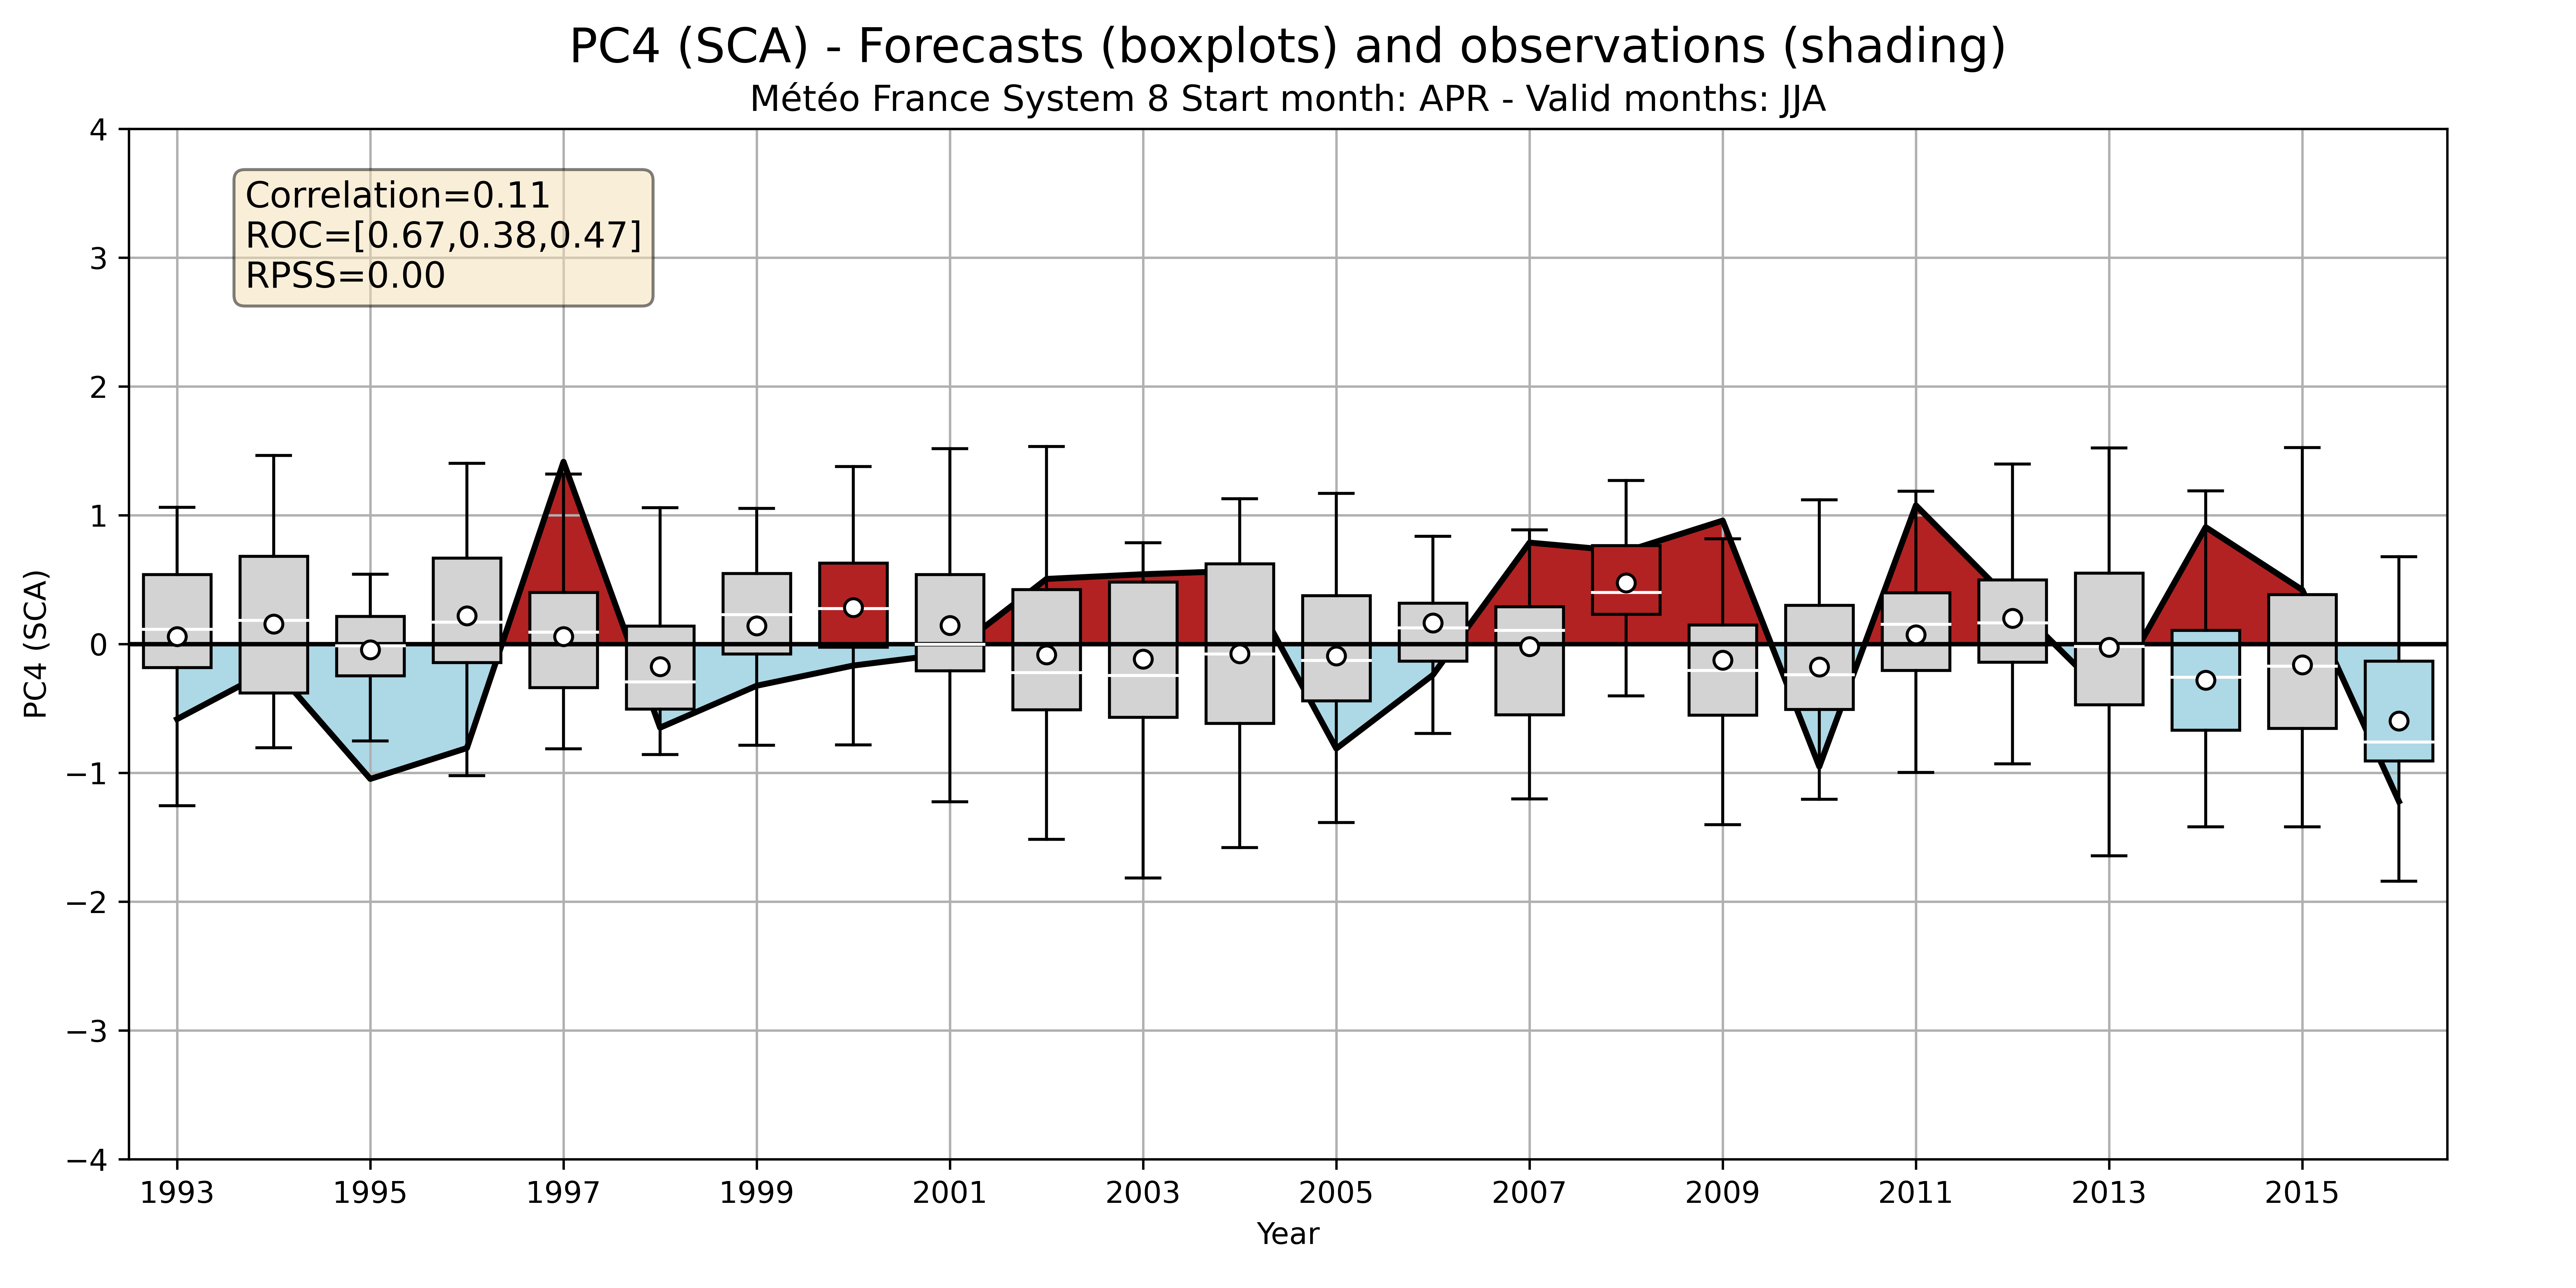 PC4 (SCA) - Forecasts (boxplots) and observations (shading)
Météo France System 8 Start month: APR - Valid months: JJA
Correlation=0.11
ROC=[0.67,0.38,0.47]
RPSS=0.00
PC4 (SCA)
4
3
2
1
0
−1
−2
−3
−4
1993 1995 1997 1999 2001 2003 2005 2007 2009 2011 2013 2015
Year